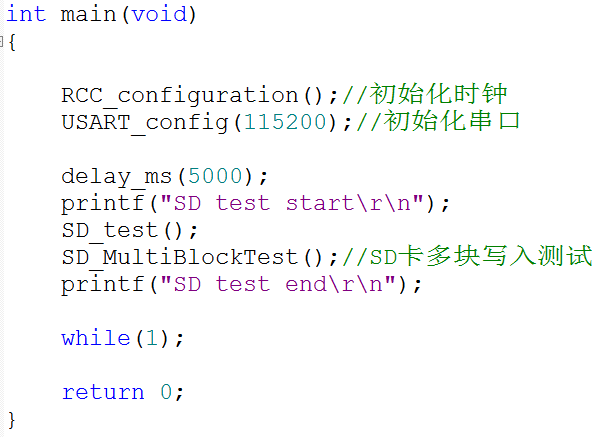 int main(void)
{
RCC_configuration();//初始化时钟
USART_config(115200);//初始化串口
delay_ms(5000);
printf("SD test start\r\n");
SD_test();
SD_MultiBlockTest();//SD卡多块写入测试
printf("SD test end\r\n");
while(1);
return 0;
}